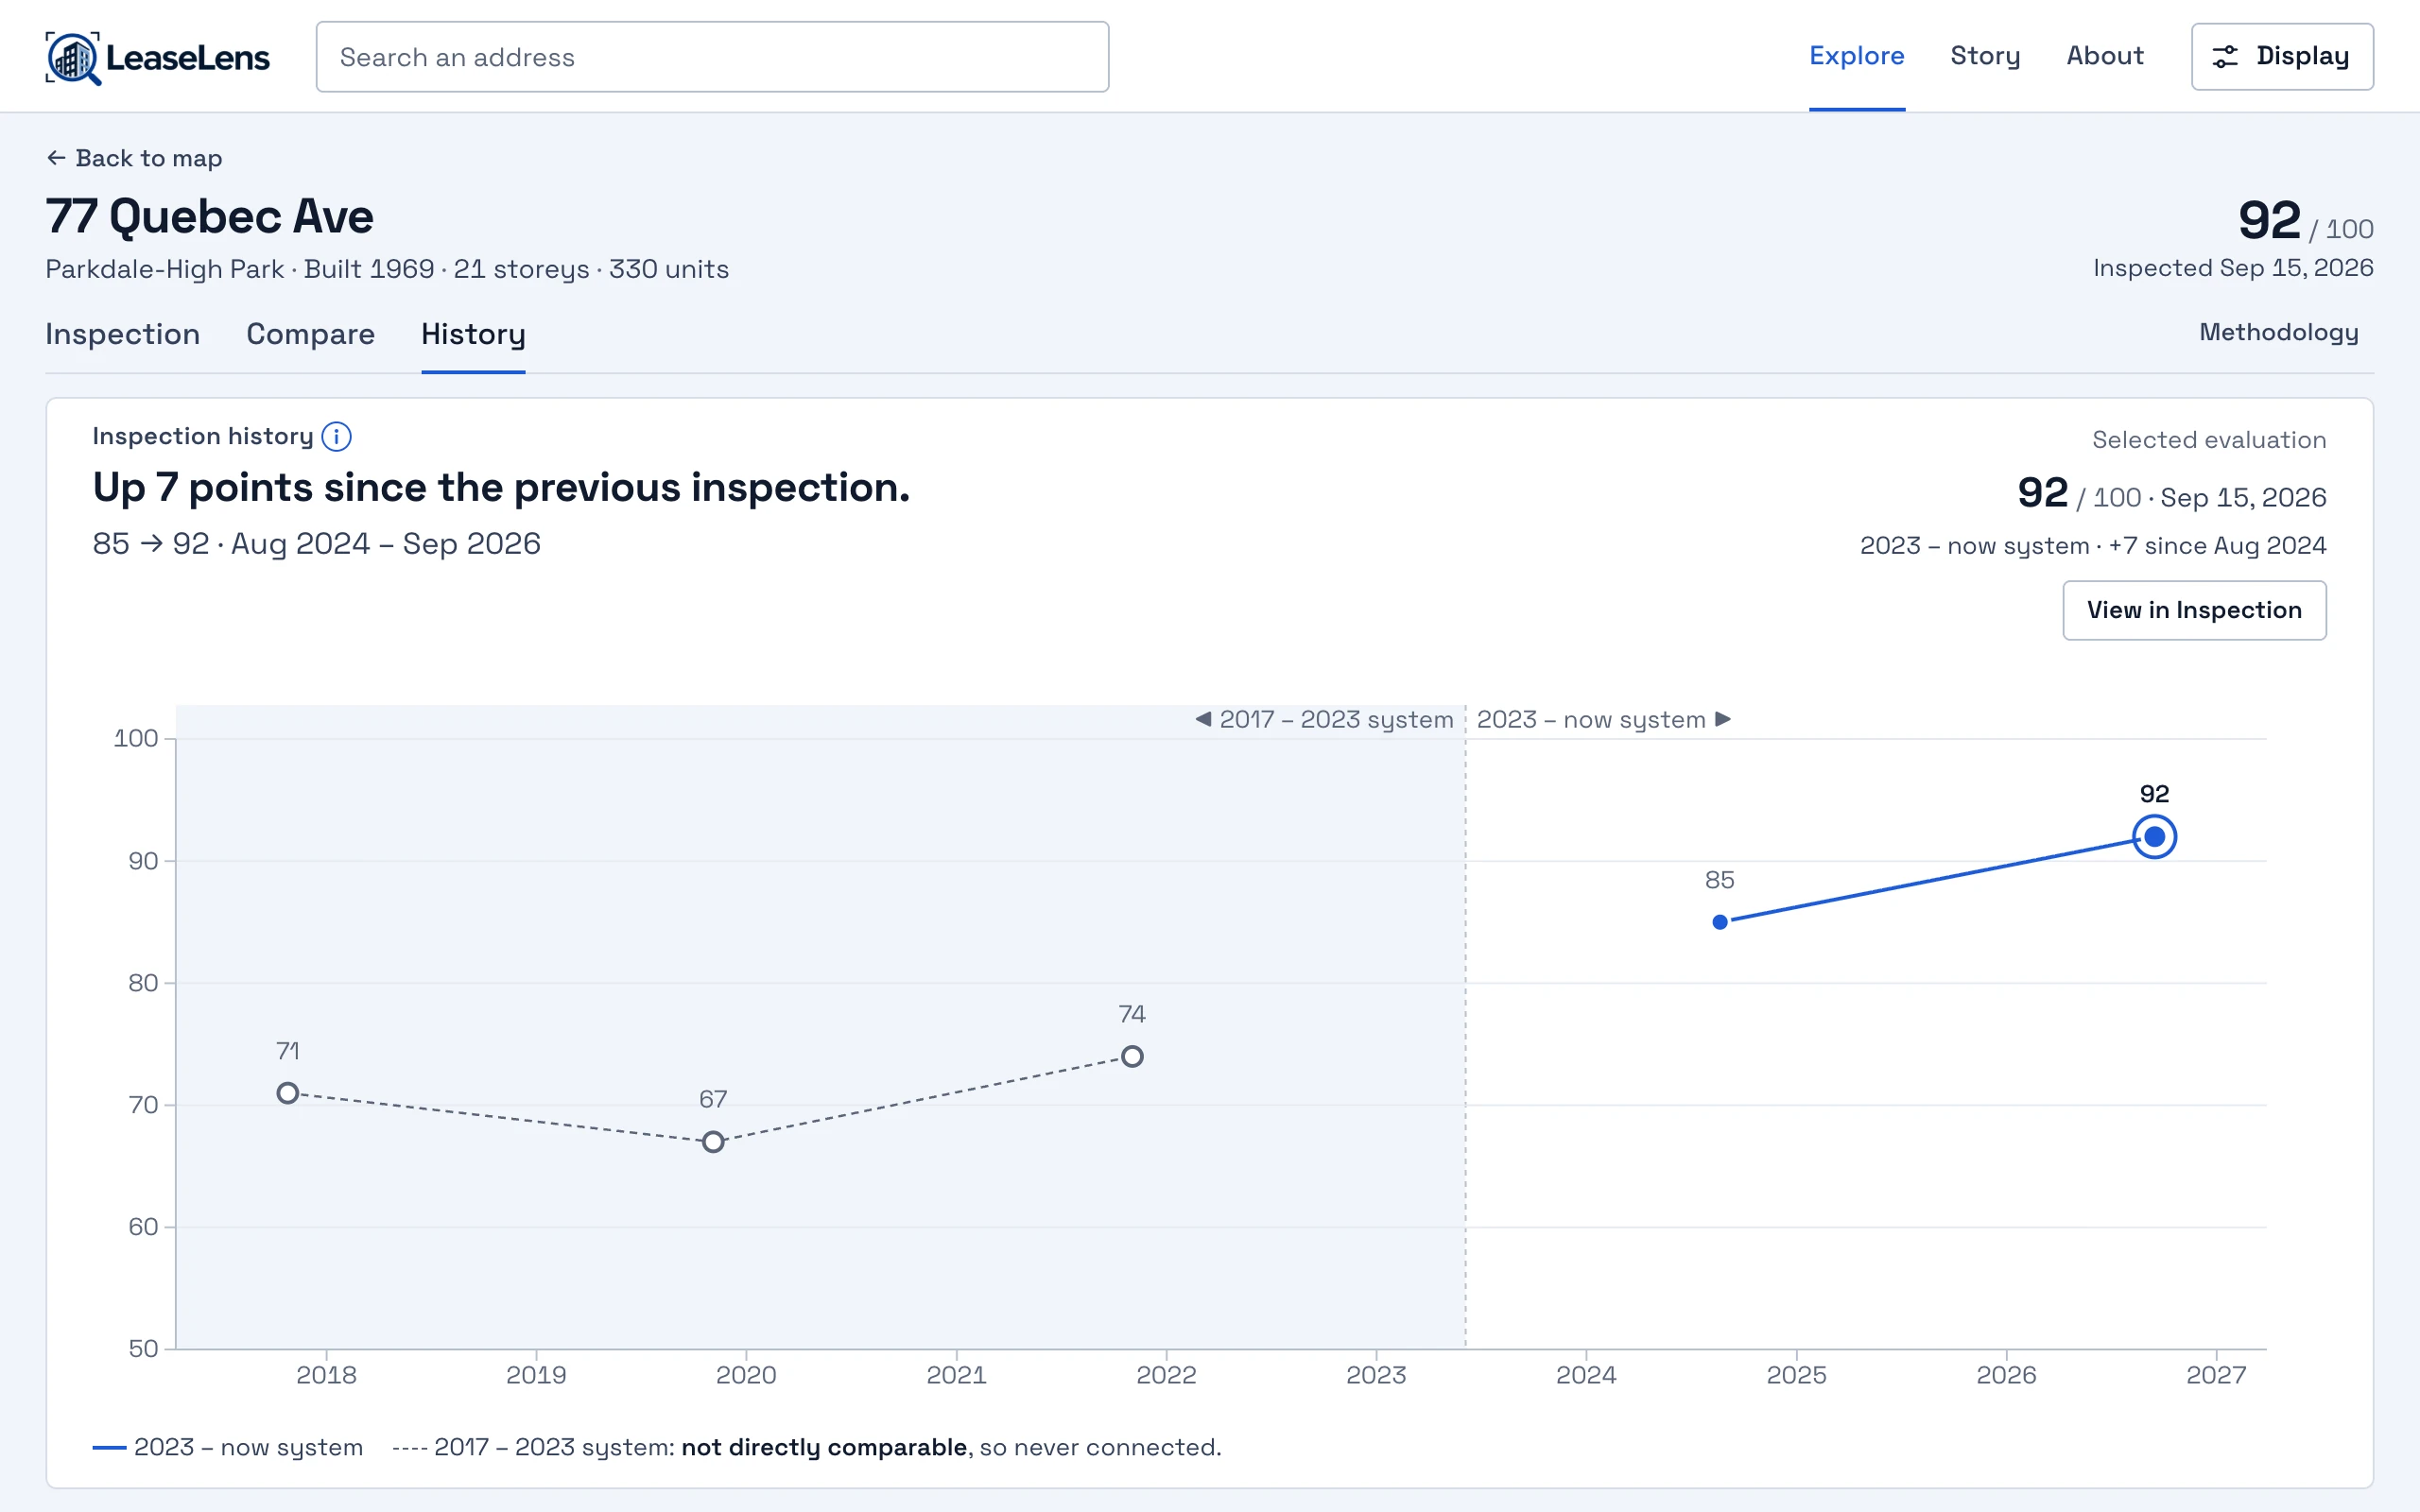 LeaseLens
Search an address
Explore Story About Display
← Back to map
77 Quebec Ave
Parkdale-High Park · Built 1969 · 21 storeys · 330 units
92 / 100
Inspected Sep 15, 2026
Inspection Compare History
Methodology
Inspection history i
Up 7 points since the previous inspection.
85 → 92 · Aug 2024 – Sep 2026
Selected evaluation
92 / 100 · Sep 15, 2026
2023 – now system · +7 since Aug 2024
View in Inspection
◀ 2017 – 2023 system
2023 – now system ▶
100
90
80
70
60
50
71
67
74
85
92
2018 2019 2020 2021 2022 2023 2024 2025 2026 2027
2023 – now system
2017 – 2023 system: not directly comparable, so never connected.